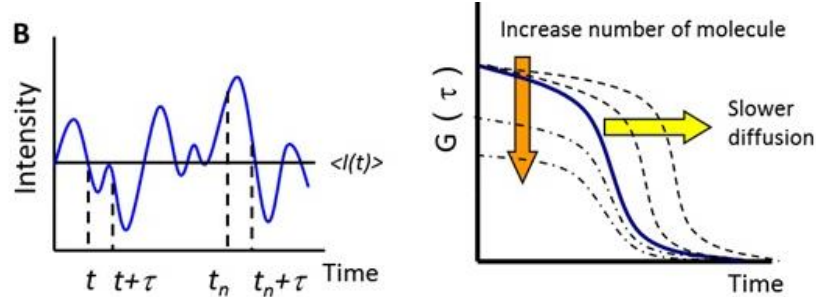 B
Intensity
<I(t)>
t
t+τ
tₙ
tₙ+τ
Time
Increase number of molecule
G (τ)
Slower
diffusion
Time